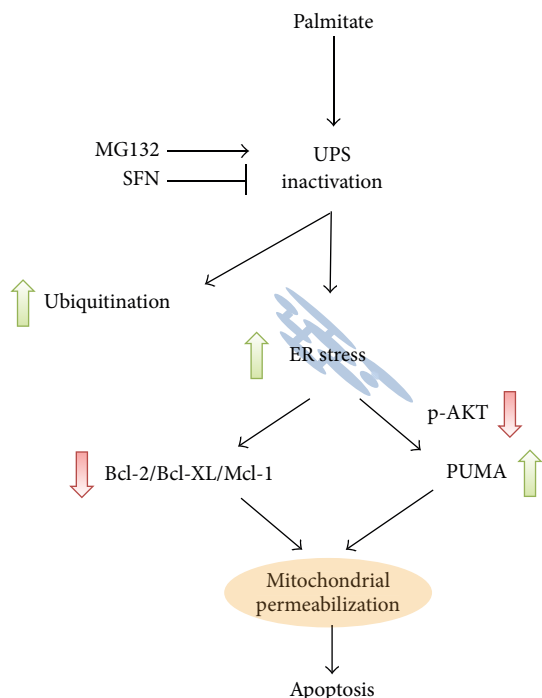 Palmitate
MG132
SFN
UPS
inactivation
Ubiquitination
ER stress
p-AKT
Bcl-2/Bcl-XL/Mcl-1
PUMA
Mitochondrial
permeabilization
Apoptosis